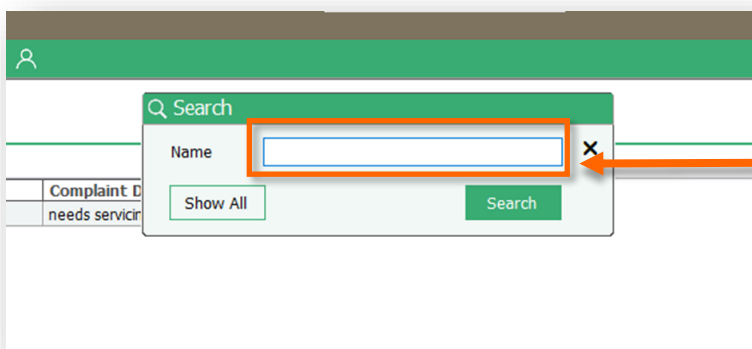 Search
Name
Complaint D
needs servicin
Show All
Search